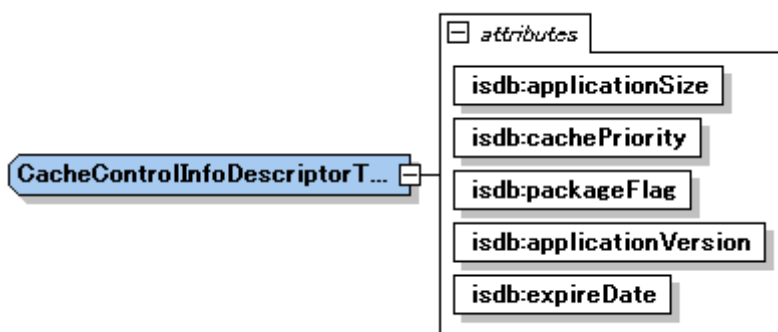 attributes
isdb:applicationSize
isdb:cachePriority
CacheControlInfoDescriptorT...
isdb:packageFlag
isdb:applicationVersion
isdb:expireDate